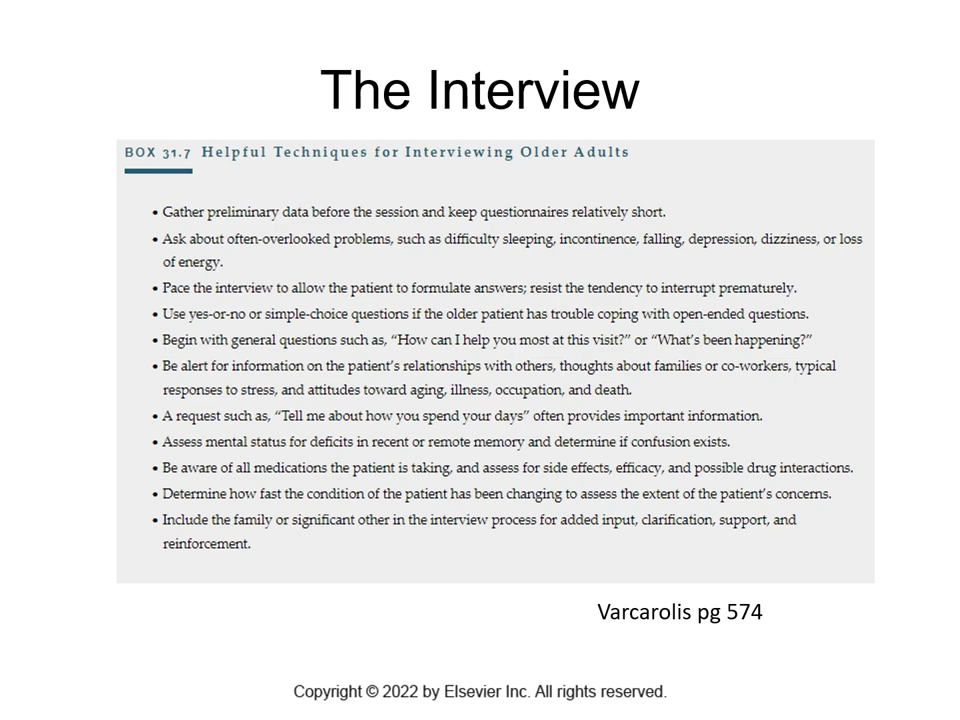 The Interview
BOX 31.7 Helpful Techniques for Interviewing Older Adults
• Gather preliminary data before the session and keep questionnaires relatively short.
• Ask about often-overlooked problems, such as difficulty sleeping, incontinence, falling, depression, dizziness, or loss
of energy.
• Pace the interview to allow the patient to formulate answers; resist the tendency to interrupt prematurely.
• Use yes-or-no or simple-choice questions if the older patient has trouble coping with open-ended questions.
• Begin with general questions such as, “How can I help you most at this visit?” or “What’s been happening?”
• Be alert for information on the patient’s relationships with others, thoughts about families or co-workers, typical
responses to stress, and attitudes toward aging, illness, occupation, and death.
• A request such as, “Tell me about how you spend your days” often provides important information.
• Assess mental status for deficits in recent or remote memory and determine if confusion exists.
• Be aware of all medications the patient is taking, and assess for side effects, efficacy, and possible drug interactions.
• Determine how fast the condition of the patient has been changing to assess the extent of the patient’s concerns.
• Include the family or significant other in the interview process for added input, clarification, support, and
reinforcement.
Varcarolis pg 574
Copyright © 2022 by Elsevier Inc. All rights reserved.